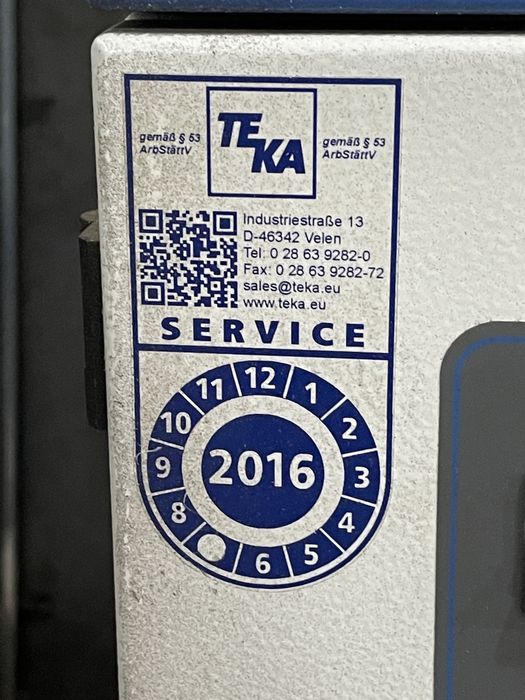 TEKA
gemäß § 53
ArbStättV
gemäß § 53
ArbStättV
Industriestraße 13
D-46342 Velen
Tel: 0 28 63 9282-0
Fax: 0 28 63 9282-72
sales@teka.eu
www.teka.eu
SERVICE
12
1
2
3
4
5
6
8
9
10
11
2016